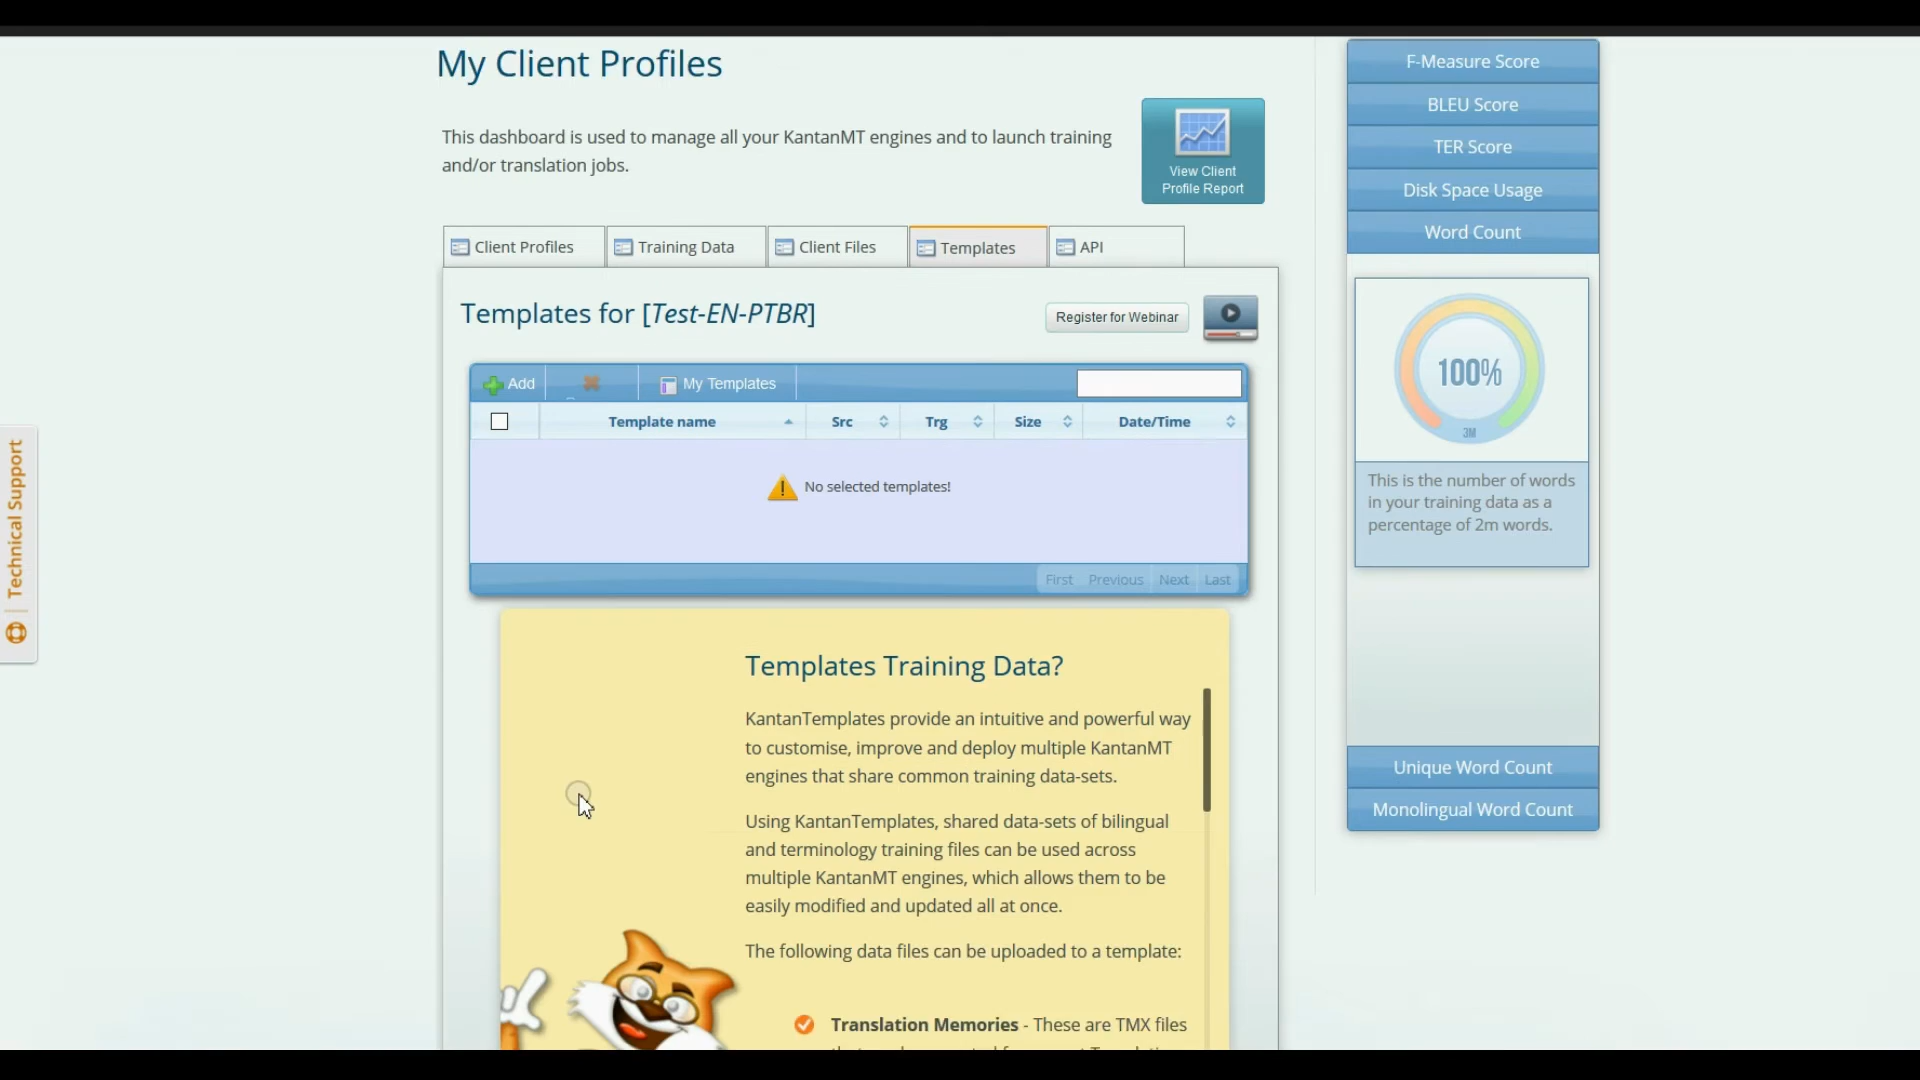 My Client Profiles
This dashboard is used to manage all your KantanMT engines and to launch training
and/or translation jobs.
View Client
Profile Report
Client Profiles
Training Data
Client Files
Templates
API
Templates for [Test-EN-PTBR]
Register for Webinar
Add
My Templates
Template name
Src
Trg
Size
Date/Time
No selected templates!
First Previous Next Last
Templates Training Data?
KantanTemplates provide an intuitive and powerful way
to customise, improve and deploy multiple KantanMT
engines that share common training data-sets.
Using KantanTemplates, shared data-sets of bilingual
and terminology training files can be used across
multiple KantanMT engines, which allows them to be
easily modified and updated all at once.
The following data files can be uploaded to a template:
Translation Memories - These are TMX files
F-Measure Score
BLEU Score
TER Score
Disk Space Usage
Word Count
100%
3M
This is the number of words
in your training data as a
percentage of 2m words.
Unique Word Count
Monolingual Word Count
Technical Support